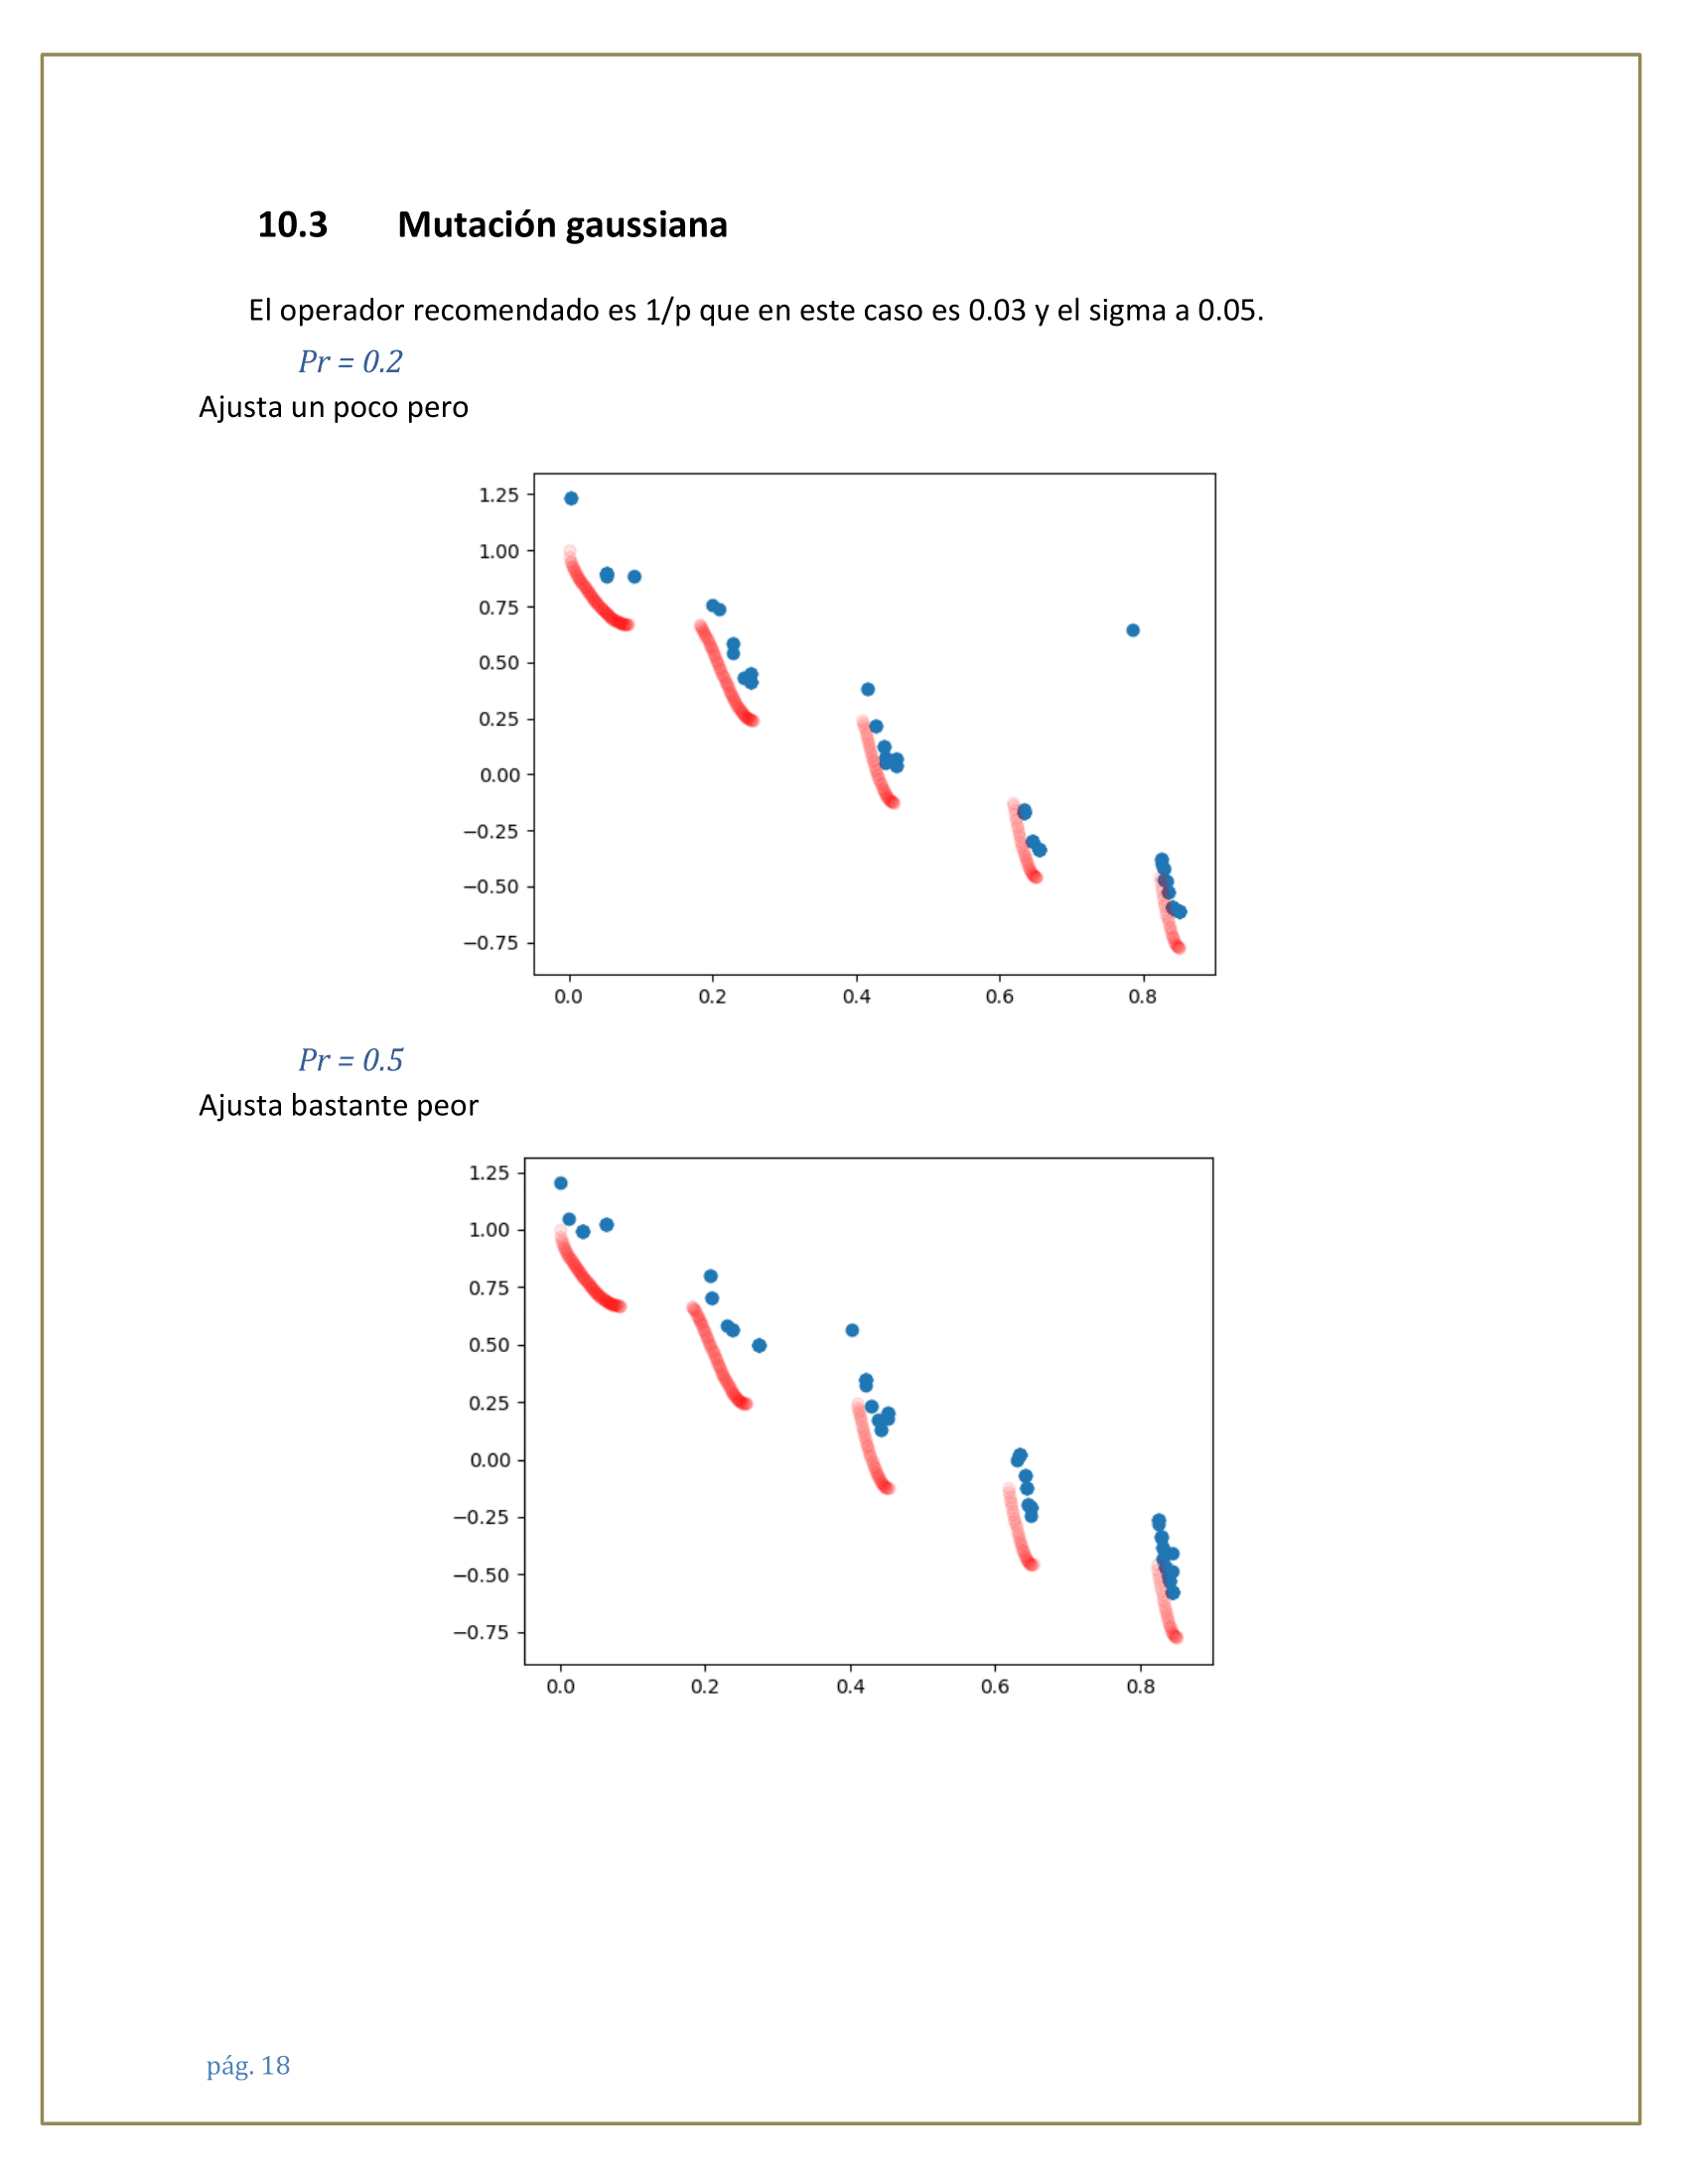 10.3 Mutación gaussiana
El operador recomendado es 1/p que en este caso es 0.03 y el sigma a 0.05.
Pr = 0.2
Ajusta un poco pero
1.25
1.00
0.75
0.50
0.25
0.00
−0.25
−0.50
−0.75
0.0 0.2 0.4 0.6 0.8
Pr = 0.5
Ajusta bastante peor
1.25
1.00
0.75
0.50
0.25
0.00
−0.25
−0.50
−0.75
0.0 0.2 0.4 0.6 0.8
pág. 18